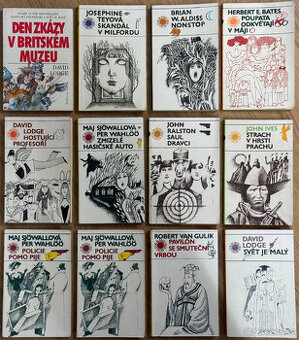 DEN ZKÁZY
V BRITSKÉM
MUZEU
DAVID
LODGE
JOSEPHINE
TEYOVÁ
SKANDÁL
V MILFORDU
BRIAN
W. ALDISS
NONSTOP
HERBERT E. BATES
POUPATA
ODKVÉTAJÍ
V MÁJI
DAVID
LODGE
HOSTUJÍCÍ
PROFESOŘI
MAJ SJÖWALLOVÁ
PER WAHLÖÖ
ZMIZELÉ
HASIČSKÉ AUTO
JOHN
RALSTON
SAUL
DRAVCI
JOHN IVES
STRACH
V HRSTI
PRACHU
MAJ SJÖWALLOVÁ
PER WAHLÖÖ
POLICIE
POMO PIJE
MAJ SJÖWALLOVÁ
PER WAHLÖÖ
POLICIE
POMO PIJE
ROBERT VAN GULIK
PAVILÓN
SE SMUTEČNÍ
VRBOU
DAVID
LODGE
SVĚT JE MALÝ